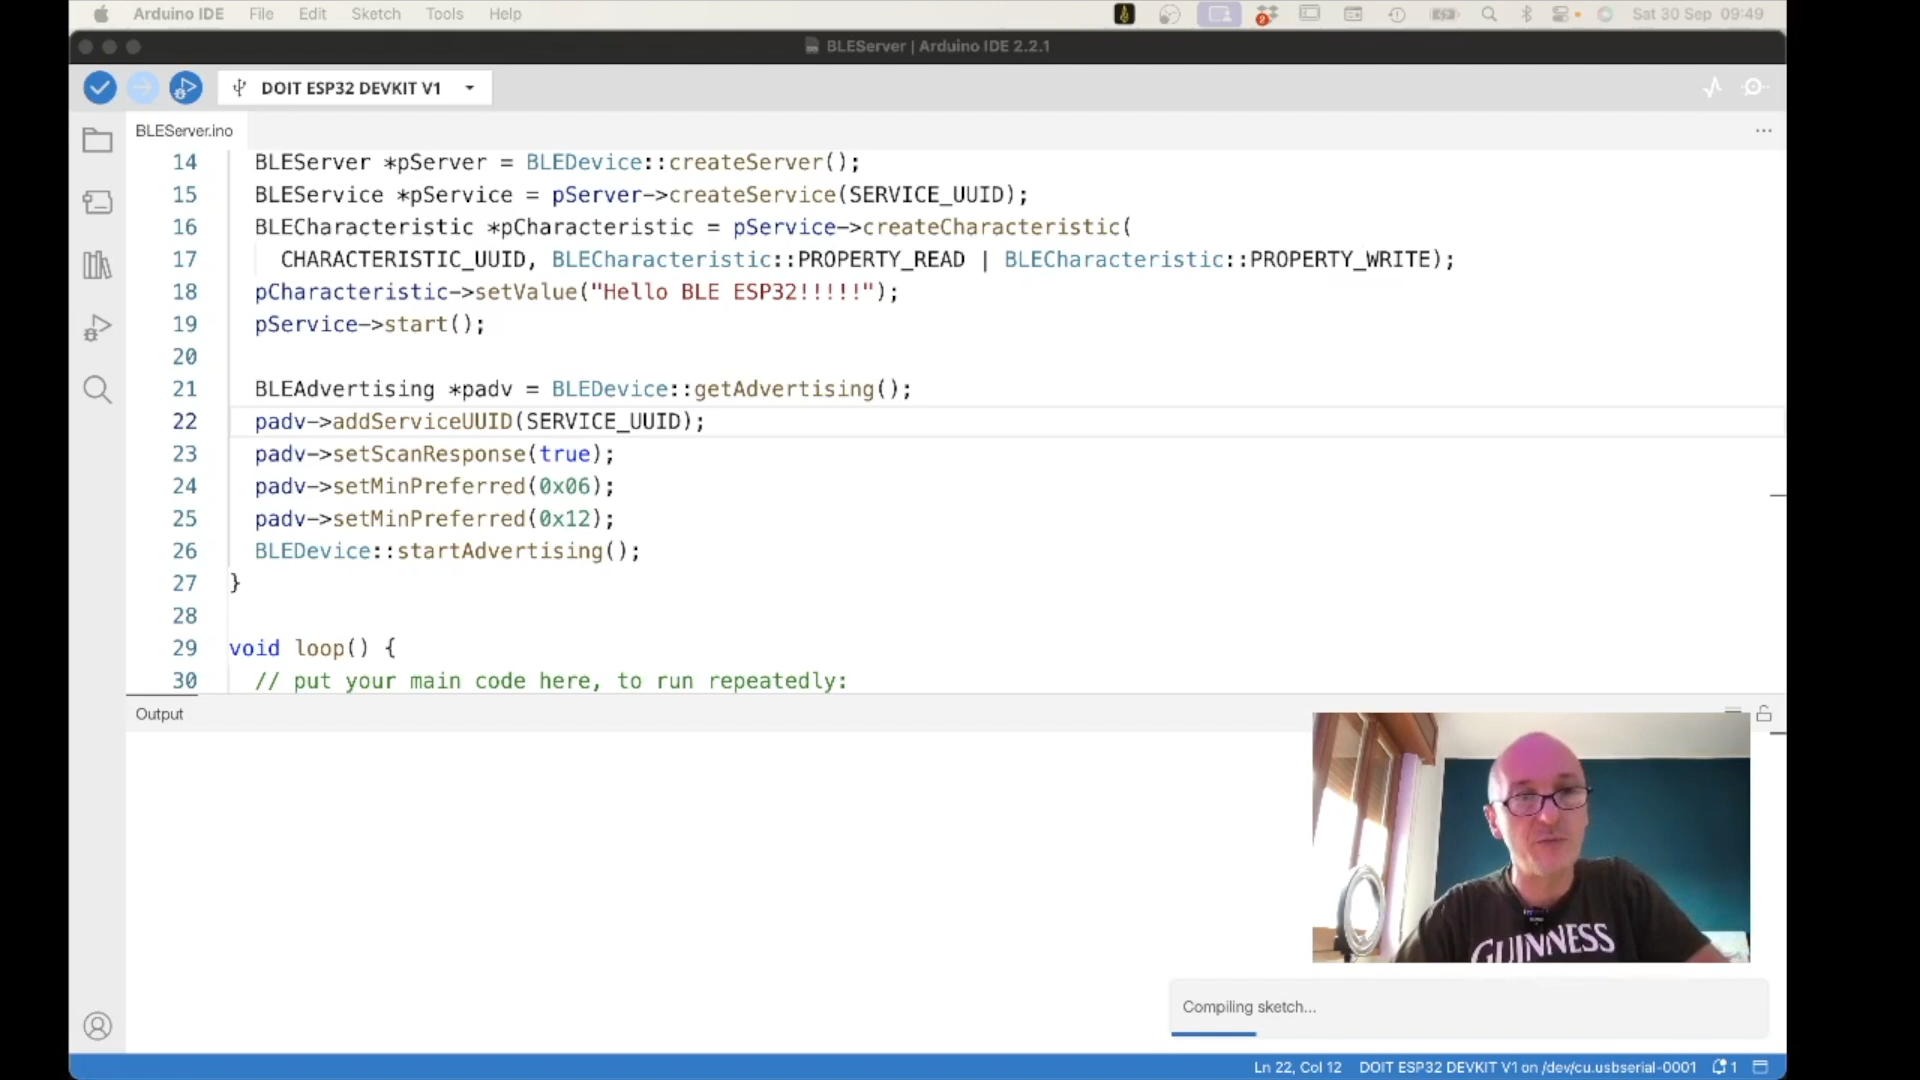 Arduino IDE File Edit Sketch Tools Help
2
Sat 30 Sep 09:49
BLEServer | Arduino IDE 2.2.1
DOIT ESP32 DEVKIT V1
BLEServer.ino
14 BLEServer *pServer = BLEDevice::createServer();
15 BLEService *pService = pServer->createService(SERVICE_UUID);
16 BLECharacteristic *pCharacteristic = pService->createCharacteristic(
17 CHARACTERISTIC_UUID, BLECharacteristic::PROPERTY_READ | BLECharacteristic::PROPERTY_WRITE);
18 pCharacteristic->setValue("Hello BLE ESP32!!!!!");
19 pService->start();
20
21 BLEAdvertising *padv = BLEDevice::getAdvertising();
22 padv->addServiceUUID(SERVICE_UUID);
23 padv->setScanResponse(true);
24 padv->setMinPreferred(0x06);
25 padv->setMinPreferred(0x12);
26 BLEDevice::startAdvertising();
27 }
28
29 void loop() {
30 // put your main code here, to run repeatedly:
Output
GUINNESS
Compiling sketch...
Ln 22, Col 12 DOIT ESP32 DEVKIT V1 on /dev/cu.usbserial-0001 1